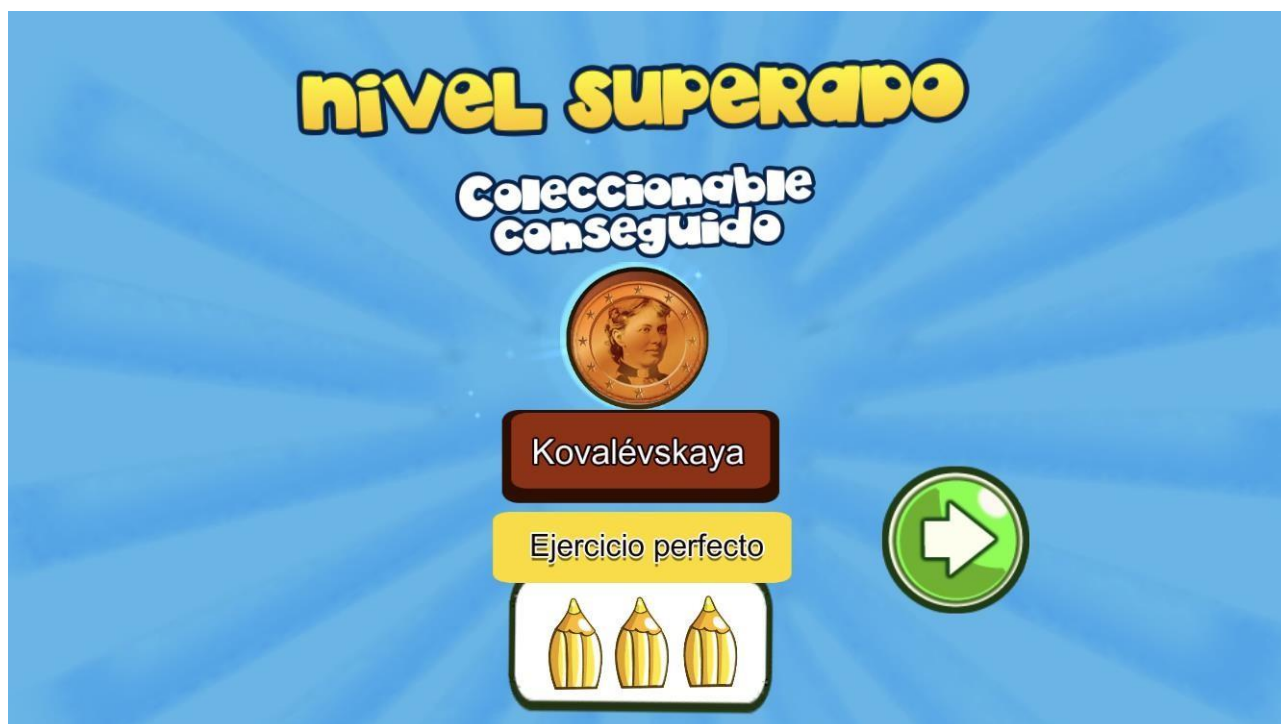 nivel superado
Coleccionable
conseguido
Kovalévskaya
Ejercicio perfecto